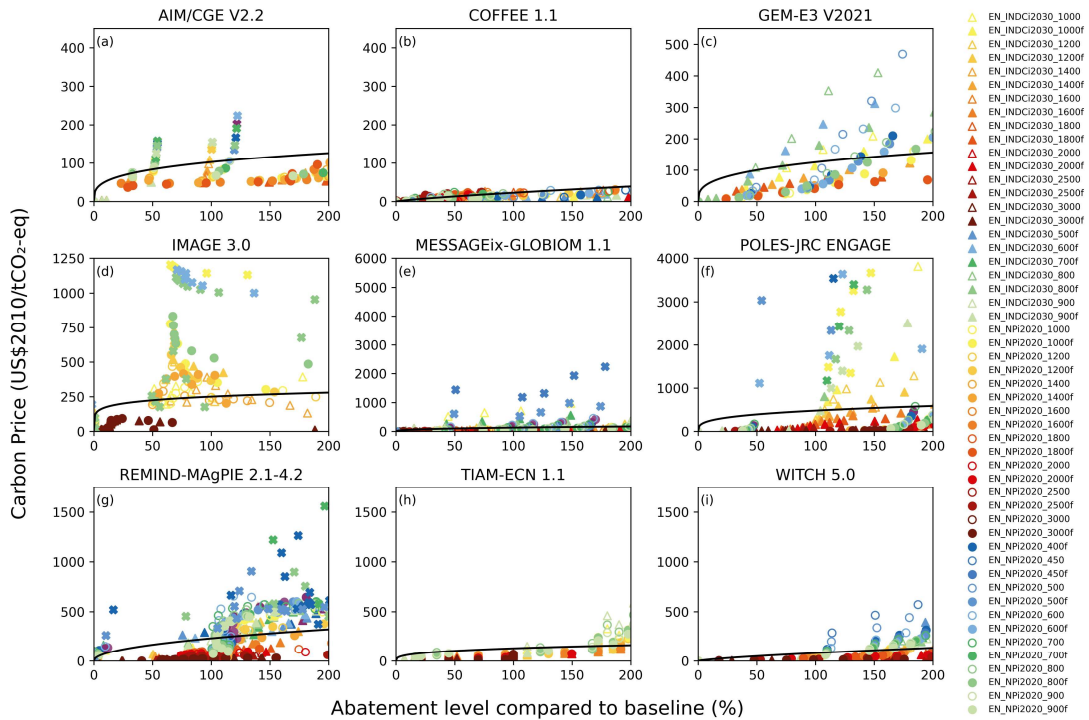 AIM/CGE V2.2
(a)
400
300
200
100
0
0 50 100 150 200
COFFEE 1.1
(b)
400
300
200
100
0
0 50 100 150 200
GEM-E3 V2021
(c)
500
400
300
200
100
0
0 50 100 150 200
IMAGE 3.0
(d)
1250
1000
750
500
250
0
0 50 100 150 200
MESSAGEix-GLOBIOM 1.1
(e)
6000
5000
4000
3000
2000
1000
0
0 50 100 150 200
POLES-JRC ENGAGE
(f)
4000
3000
2000
1000
0
0 50 100 150 200
REMIND-MAgPIE 2.1-4.2
(g)
1500
1000
500
0
0 50 100 150 200
TIAM-ECN 1.1
(h)
1500
1000
500
0
0 50 100 150 200
WITCH 5.0
(i)
1500
1000
500
0
0 50 100 150 200
Carbon Price (US$2010/tCO₂-eq)
Abatement level compared to baseline (%)
EN_INDCi2030_1000
EN_INDCi2030_1000f
EN_INDCi2030_1200
EN_INDCi2030_1200f
EN_INDCi2030_1400
EN_INDCi2030_1400f
EN_INDCi2030_1600
EN_INDCi2030_1600f
EN_INDCi2030_1800
EN_INDCi2030_1800f
EN_INDCi2030_2000
EN_INDCi2030_2000f
EN_INDCi2030_2500
EN_INDCi2030_2500f
EN_INDCi2030_3000
EN_INDCi2030_3000f
EN_INDCi2030_500f
EN_INDCi2030_600f
EN_INDCi2030_700f
EN_INDCi2030_800
EN_INDCi2030_800f
EN_INDCi2030_900
EN_INDCi2030_900f
EN_NPi2020_1000
EN_NPi2020_1000f
EN_NPi2020_1200
EN_NPi2020_1200f
EN_NPi2020_1400
EN_NPi2020_1400f
EN_NPi2020_1600
EN_NPi2020_1600f
EN_NPi2020_1800
EN_NPi2020_1800f
EN_NPi2020_2000
EN_NPi2020_2000f
EN_NPi2020_2500
EN_NPi2020_2500f
EN_NPi2020_3000
EN_NPi2020_3000f
EN_NPi2020_400f
EN_NPi2020_450
EN_NPi2020_450f
EN_NPi2020_500
EN_NPi2020_500f
EN_NPi2020_600
EN_NPi2020_600f
EN_NPi2020_700
EN_NPi2020_700f
EN_NPi2020_800
EN_NPi2020_800f
EN_NPi2020_900
EN_NPi2020_900f